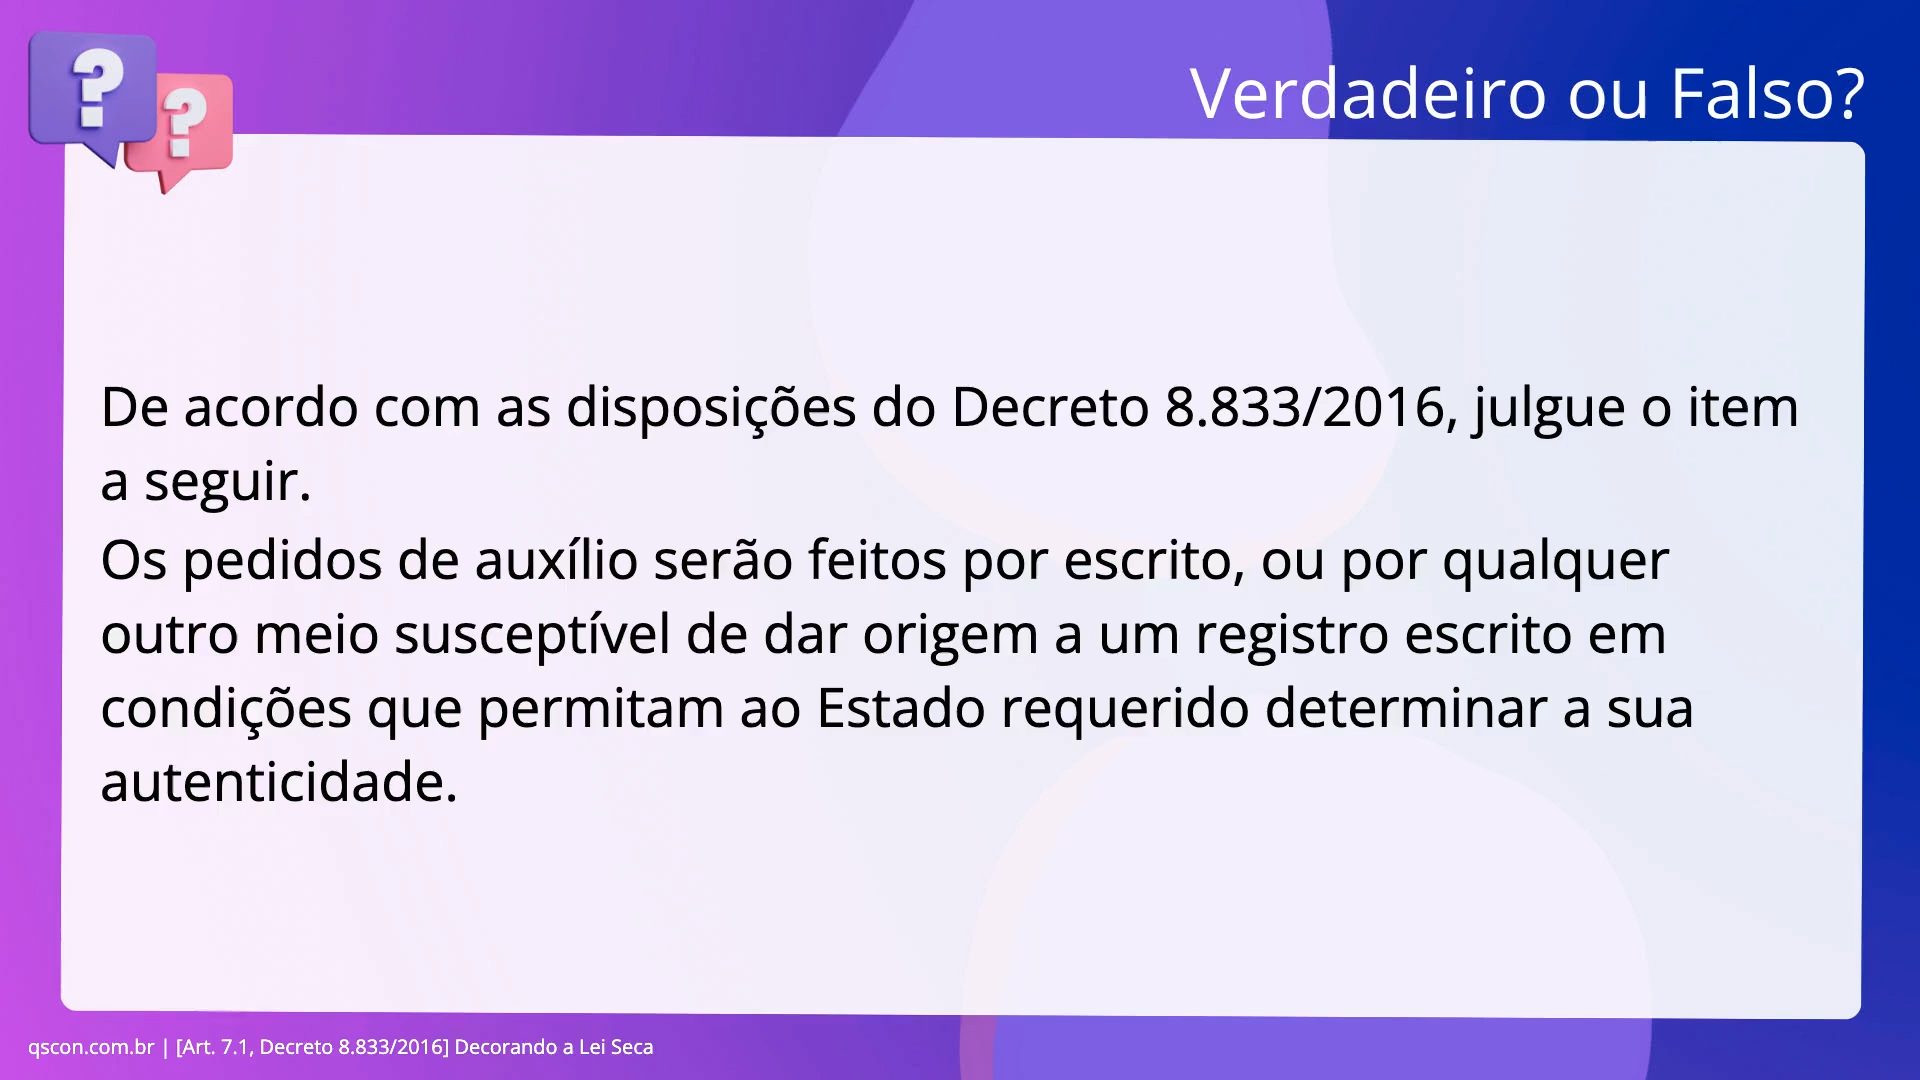 ?
?
Verdadeiro ou Falso?
De acordo com as disposições do Decreto 8.833/2016, julgue o item
a seguir.
Os pedidos de auxílio serão feitos por escrito, ou por qualquer
outro meio susceptível de dar origem a um registro escrito em
condições que permitam ao Estado requerido determinar a sua
autenticidade.
qscon.com.br | [Art. 7.1, Decreto 8.833/2016] Decorando a Lei Seca